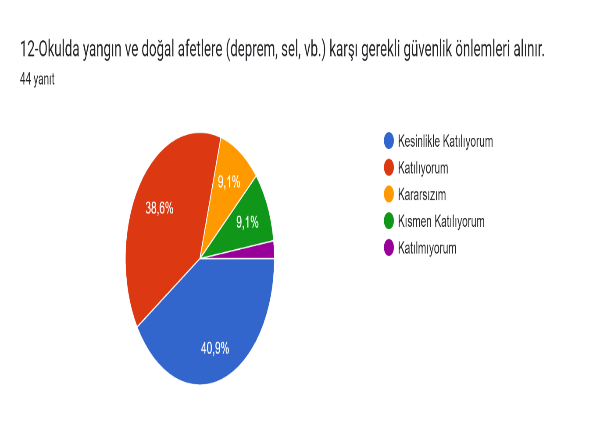 12-Okulda yangın ve doğal afetlere (deprem, sel, vb.) karşı gerekli güvenlik önlemleri alınır.
44 yanıt
Kesinlikle Katılıyorum
Katılıyorum
Kararsızım
Kısmen Katılıyorum
Katılmıyorum
9,1%
38,6%
9,1%
40,9%